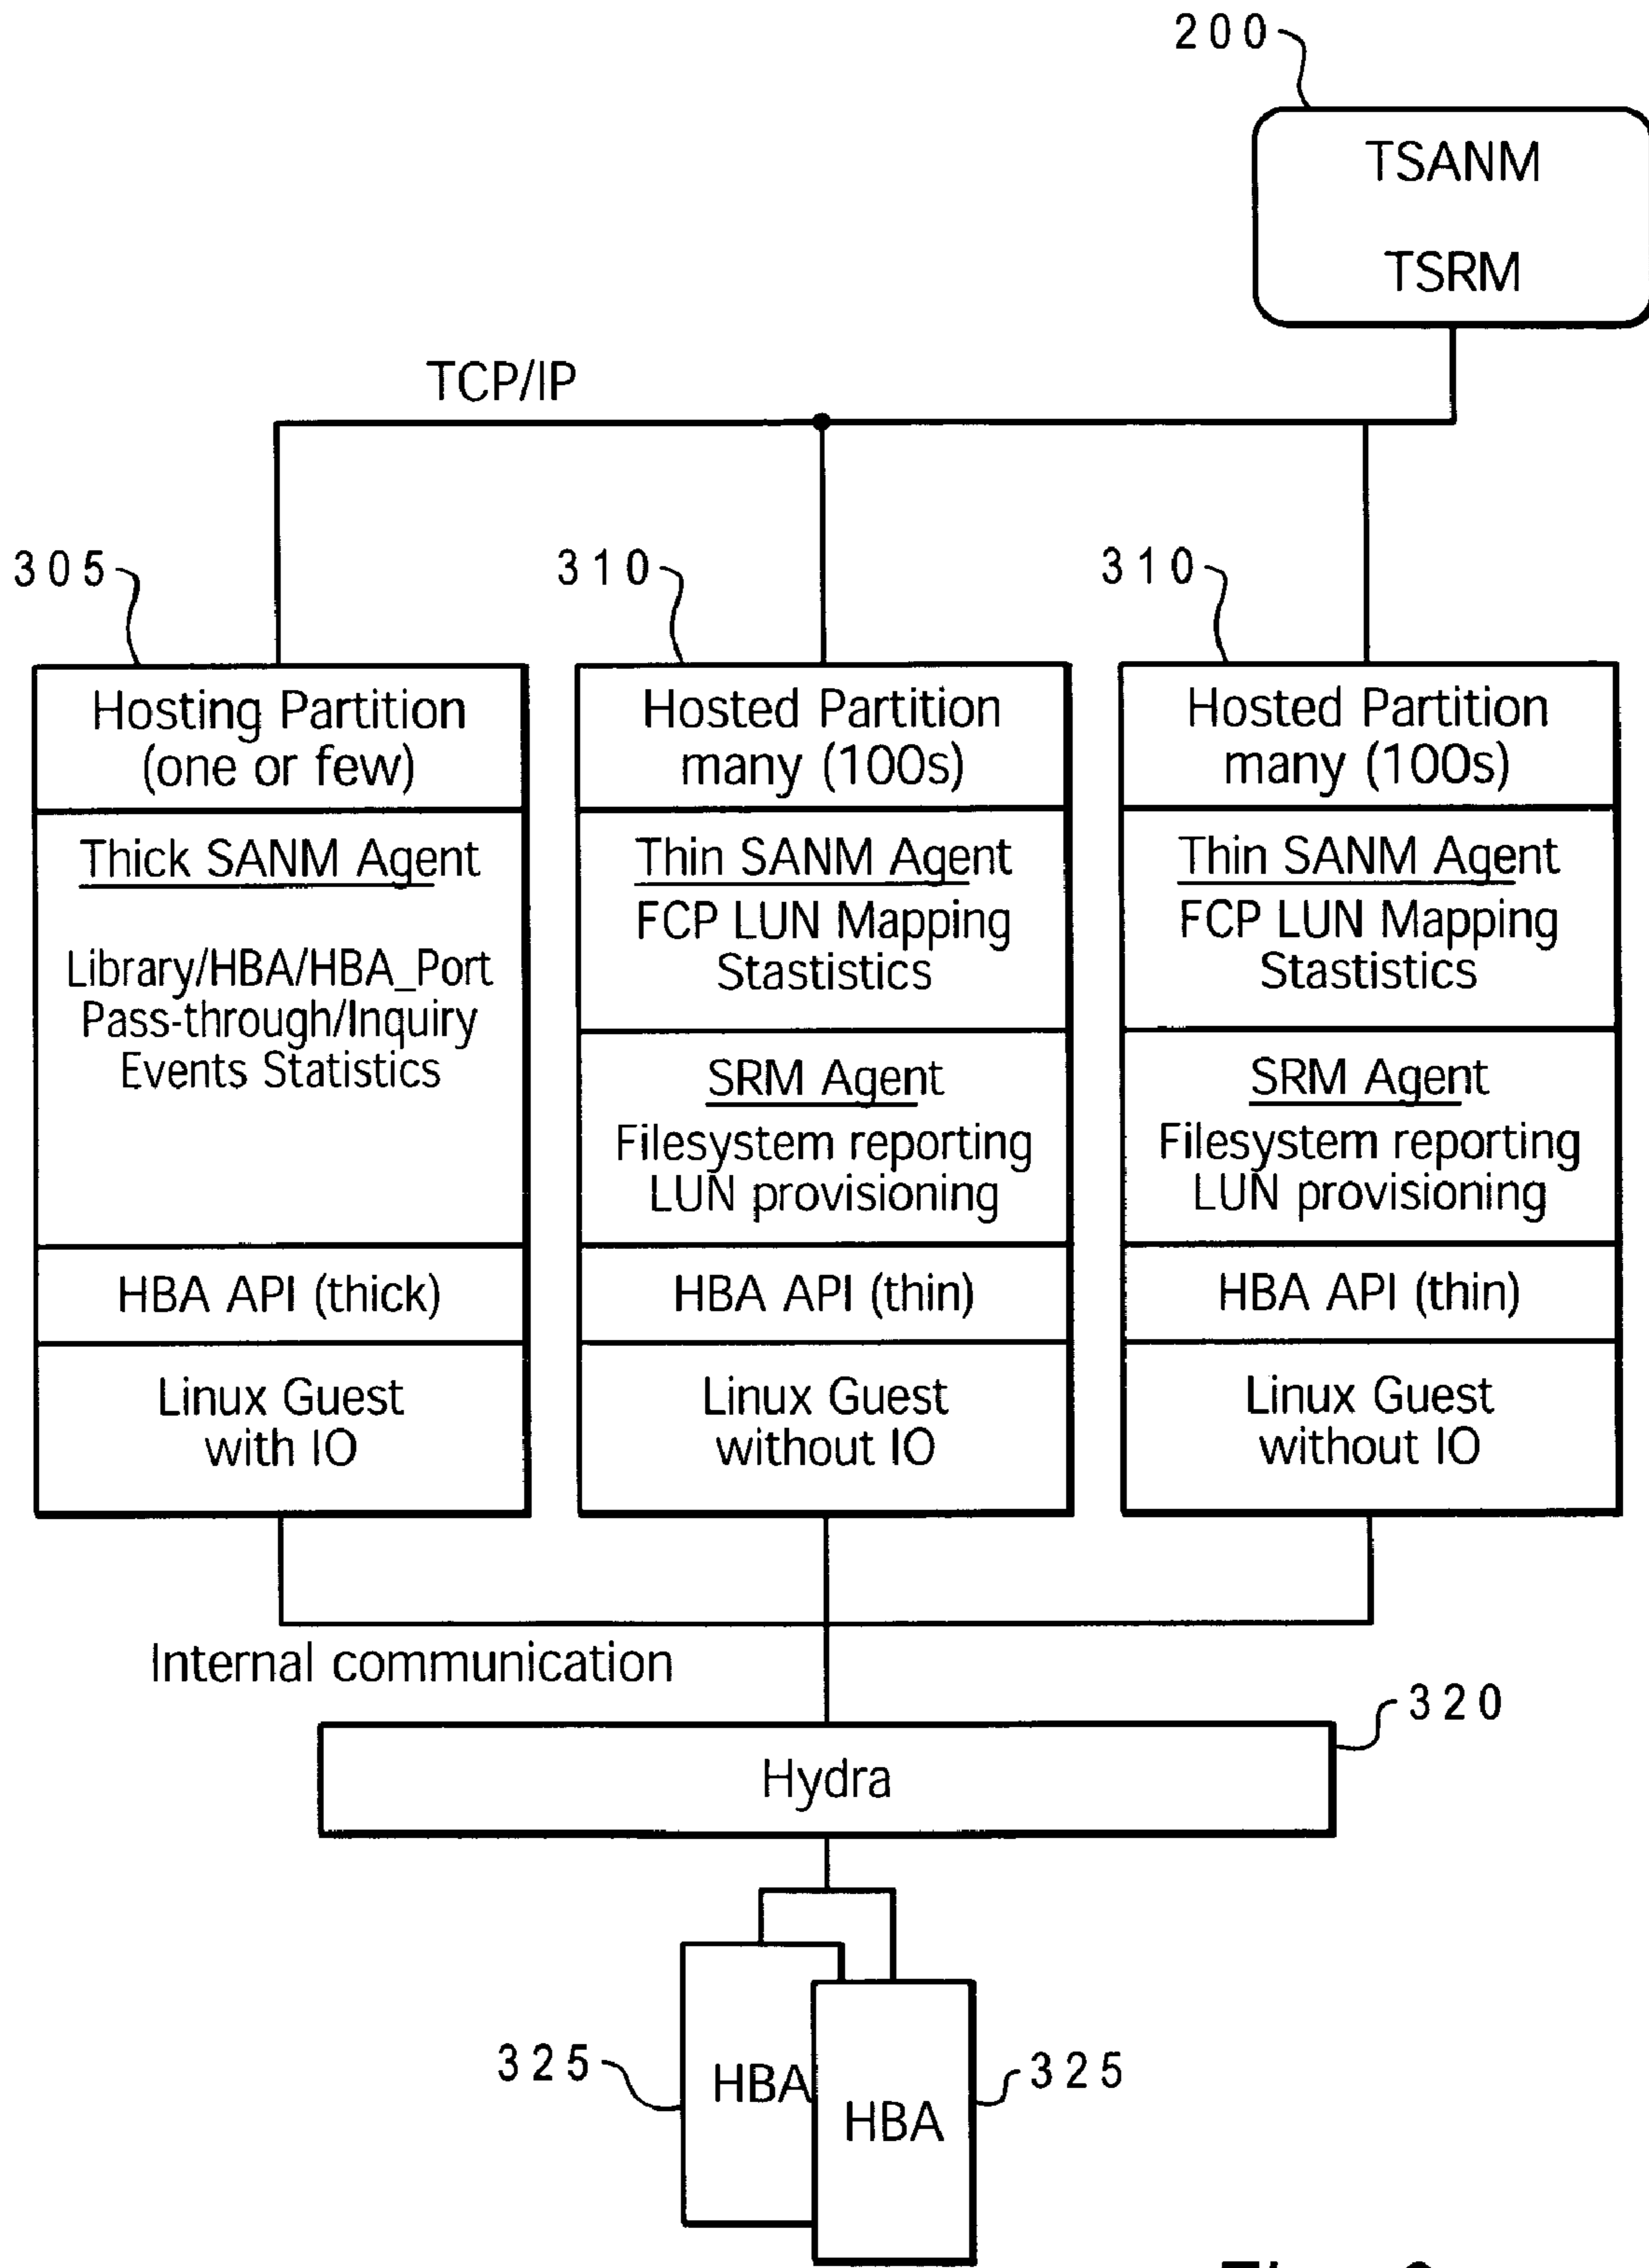 200
TSANM
TSRM
TCP/IP
305
310
310
Hosting Partition
(one or few)
Thick SANM Agent
Library/HBA/HBA_Port
Pass-through/Inquiry
Events Statistics
HBA API (thick)
Linux Guest
with IO
Hosted Partition
many (100s)
Thin SANM Agent
FCP LUN Mapping
Stastistics
SRM Agent
Filesystem reporting
LUN provisioning
HBA API (thin)
Linux Guest
without IO
Hosted Partition
many (100s)
Thin SANM Agent
FCP LUN Mapping
Stastistics
SRM Agent
Filesystem reporting
LUN provisioning
HBA API (thin)
Linux Guest
without IO
Internal communication
320
Hydra
325
HBA
HBA
325